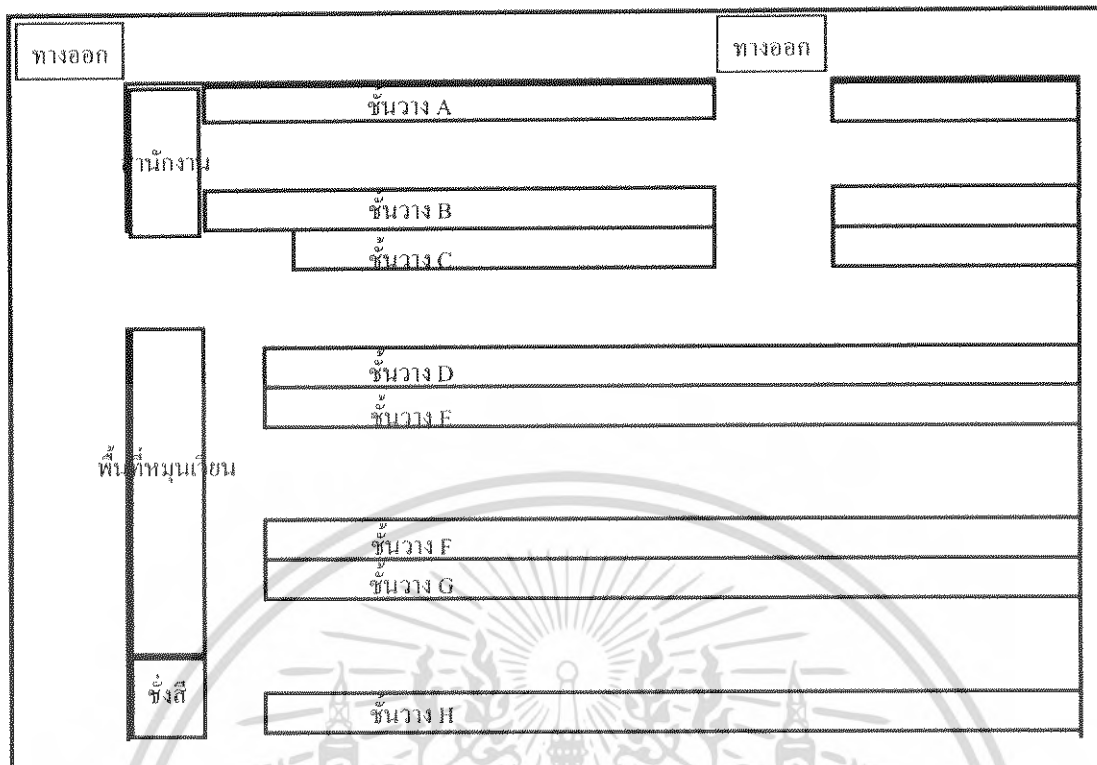 ทางออก
ทางออก
ชั้นวาง A
สำนักงาน
ชั้นวาง B
ชั้นวาง C
ชั้นวาง D
ชั้นวาง E
พื้นที่หมุนเวียน
ชั้นวาง F
ชั้นวาง G
ชั่งสี
ชั้นวาง H